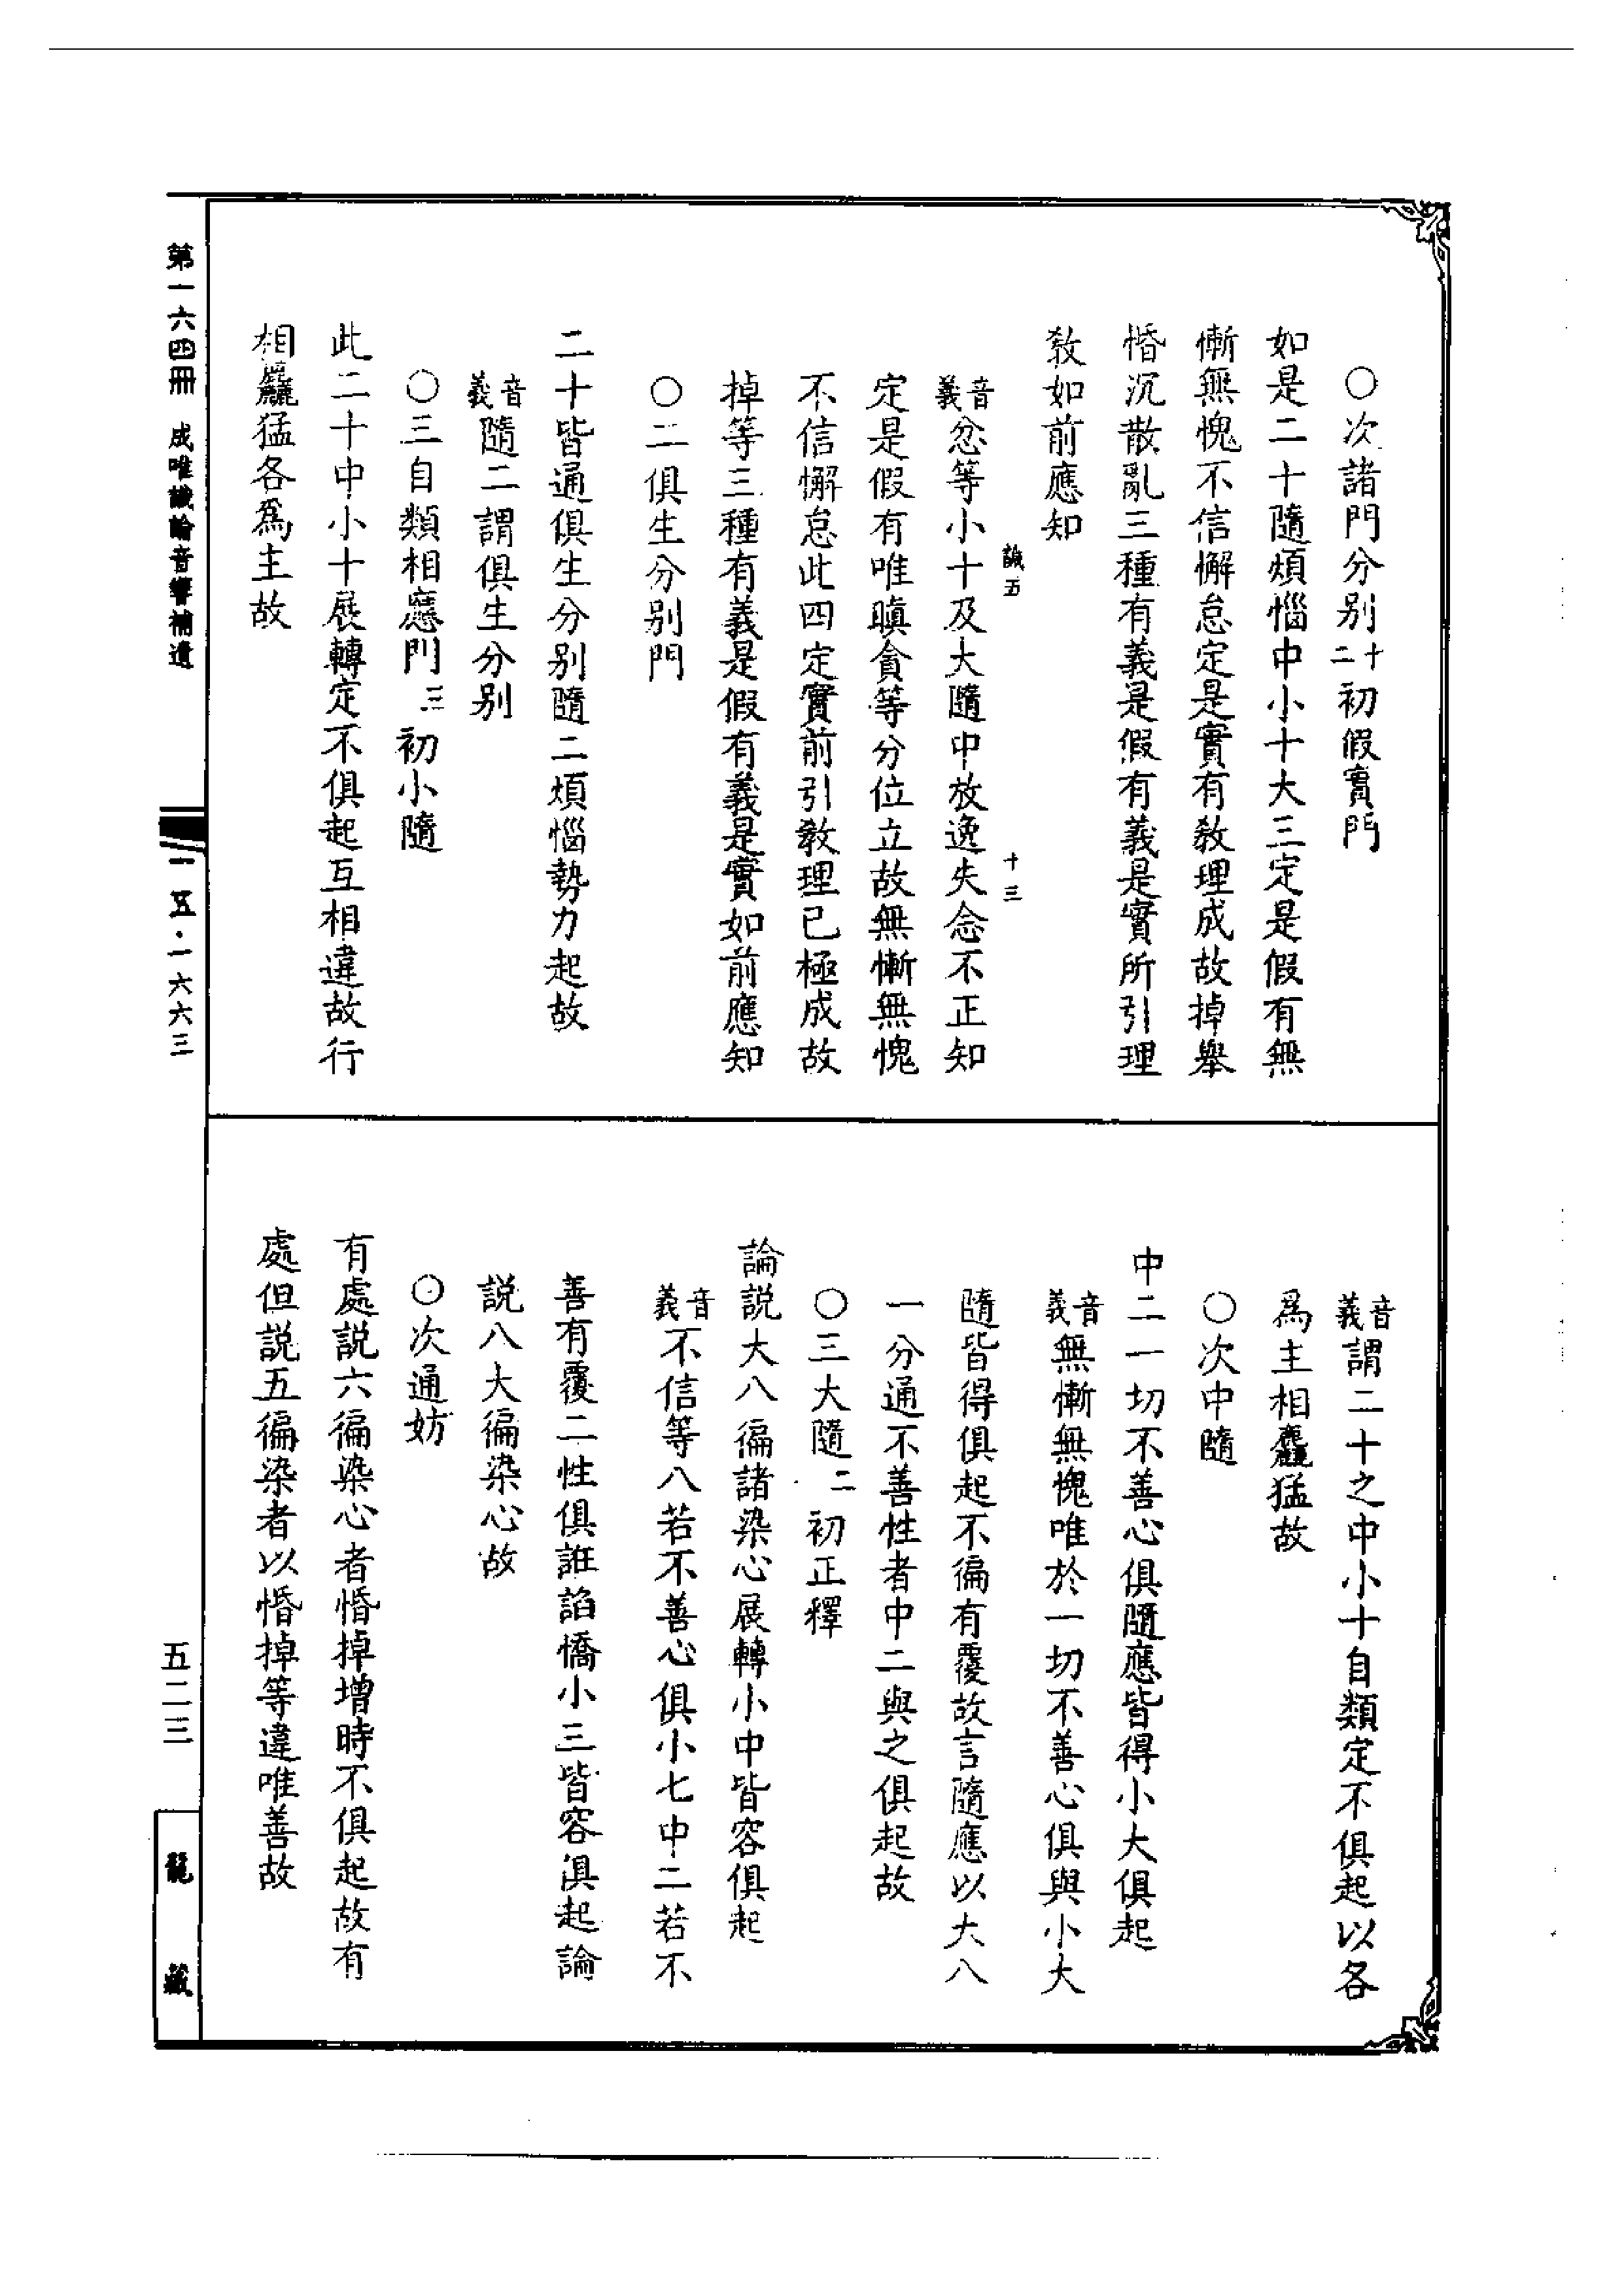 ○次諸門分别十二初假實門
如是二十隨煩惱中小十大三定是假有無
慚無愧不信懈怠定是實有教理成故掉舉
惛沉散亂三種有義是假有義是實所引理
教如前應知
誠五　十三
音義忿等小十及大隨中放逸失念不正知
定是假有唯瞋貪等分位立故無慚無愧
不信懈怠此四定實前引教理已極成故
掉等三種有義是假有義是實如前應知
○二俱生分别門
二十皆通俱生分别隨二煩惱勢力起故
音義隨二謂俱生分别
○三自類相應門三初小隨
此二十中小十展轉定不俱起互相違故行
相麤猛各爲主故
音義謂二十之中小十自類定不俱起以各
爲主相麤猛故
○次中隨
中二一切不善心俱隨應皆得小大俱起
音義無慚無愧唯於一切不善心俱與小大
隨皆得俱起不徧有覆故言隨應以大八
一分通不善性者中二與之俱起故
○三大隨二初正釋
論説大八徧諸染心展轉小中皆容俱起
音義不信等八若不善心俱小七中二若不
善有覆二性俱誑諂憍小三皆容俱起論
説八大徧染心故
○次通妨
有處説六徧染心者惛掉增時不俱起故有
處但説五徧染者以惛掉等違唯善故
第一六四冊　成唯識論音響補遺
一五·一六六三
五二三
龍藏